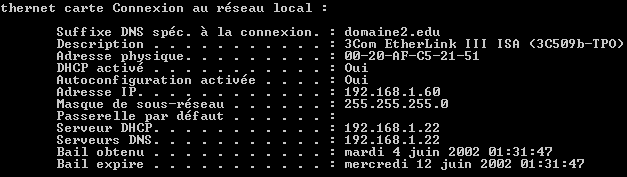 thernet carte Connexion au réseau local :
Suffixe DNS spéc. à la connexion. : domaine2.edu
Description . . . . . . . . . . . : 3Com EtherLink III ISA (3C509b-TPO)
Adresse physique. . . . . . . . . : 00-20-AF-C5-21-51
DHCP activé . . . . . . . . . . . : Oui
Autoconfiguration activée . . . . : Oui
Adresse IP. . . . . . . . . . . . : 192.168.1.60
Masque de sous-réseau . . . . . . : 255.255.255.0
Passerelle par défaut . . . . . . :
Serveur DHCP. . . . . . . . . . . : 192.168.1.22
Serveurs DNS. . . . . . . . . . . : 192.168.1.22
Bail obtenu . . . . . . . . . . . : mardi 4 juin 2002 01:31:47
Bail expire . . . . . . . . . . . : mercredi 12 juin 2002 01:31:47